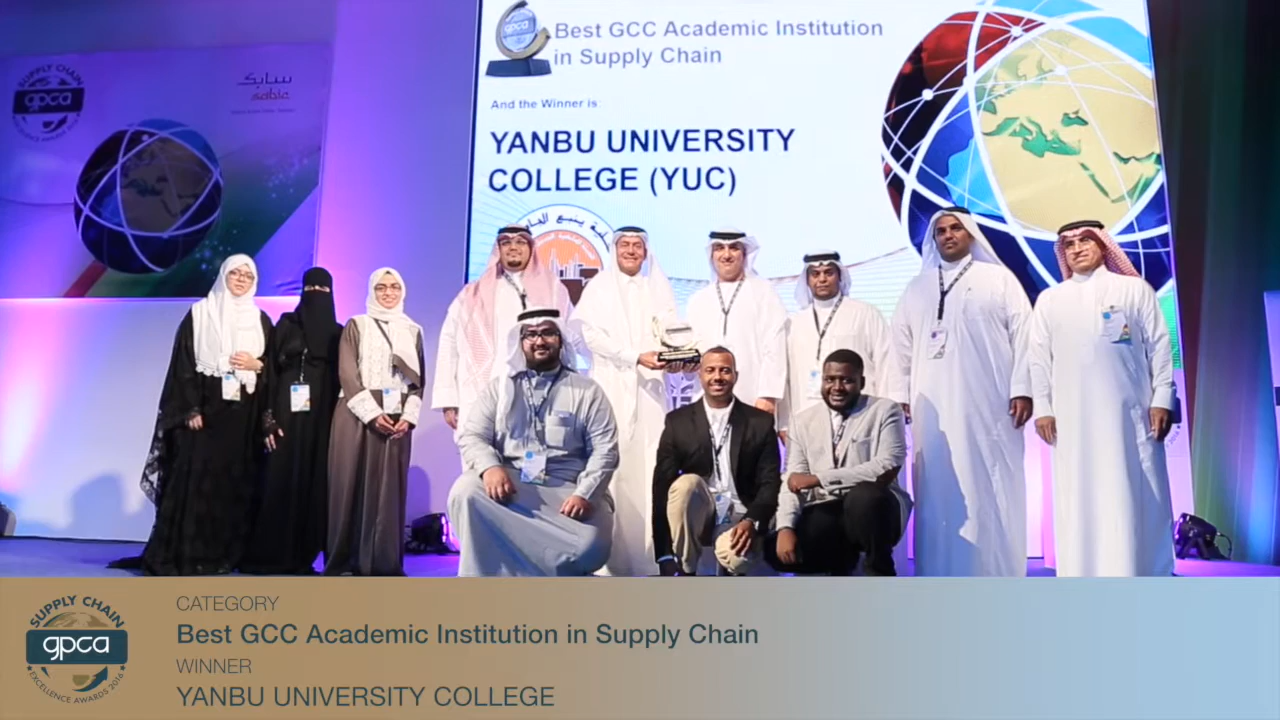 SUPPLY CHAIN
gpca
سابك
sabic
gpca
Best GCC Academic Institution
in Supply Chain
And the Winner is:
YANBU UNIVERSITY
COLLEGE (YUC)
SUPPLY CHAIN
gpca
EXCELLENCE AWARDS 2016
CATEGORY
Best GCC Academic Institution in Supply Chain
WINNER
YANBU UNIVERSITY COLLEGE